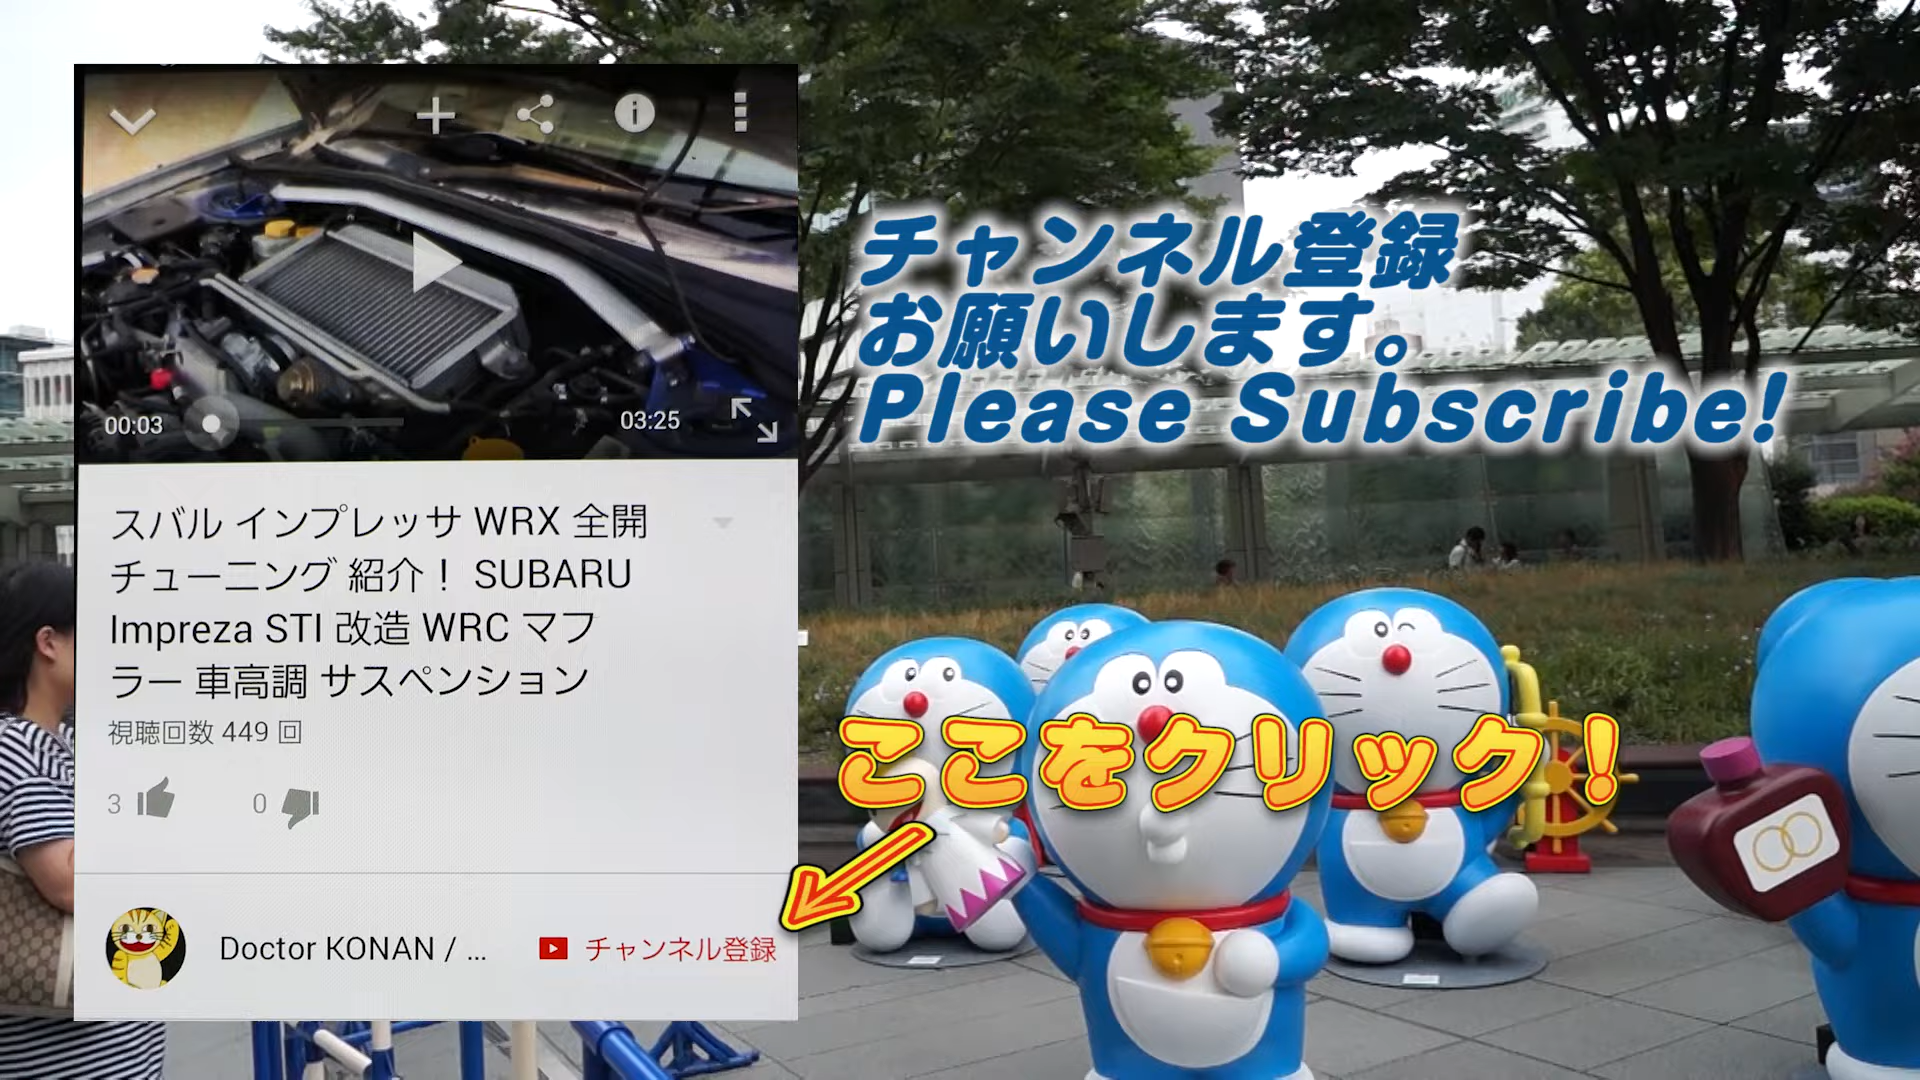 00:03
03:25
スバル インプレッサ WRX 全開
チューニング 紹介！ SUBARU
Impreza STI 改造 WRC マフ
ラー 車高調 サスペンション
視聴回数 449 回
3
0
Doctor KONAN / ...
チャンネル登録
チャンネル登録
お願いします。
Please Subscribe!
ここをクリック！